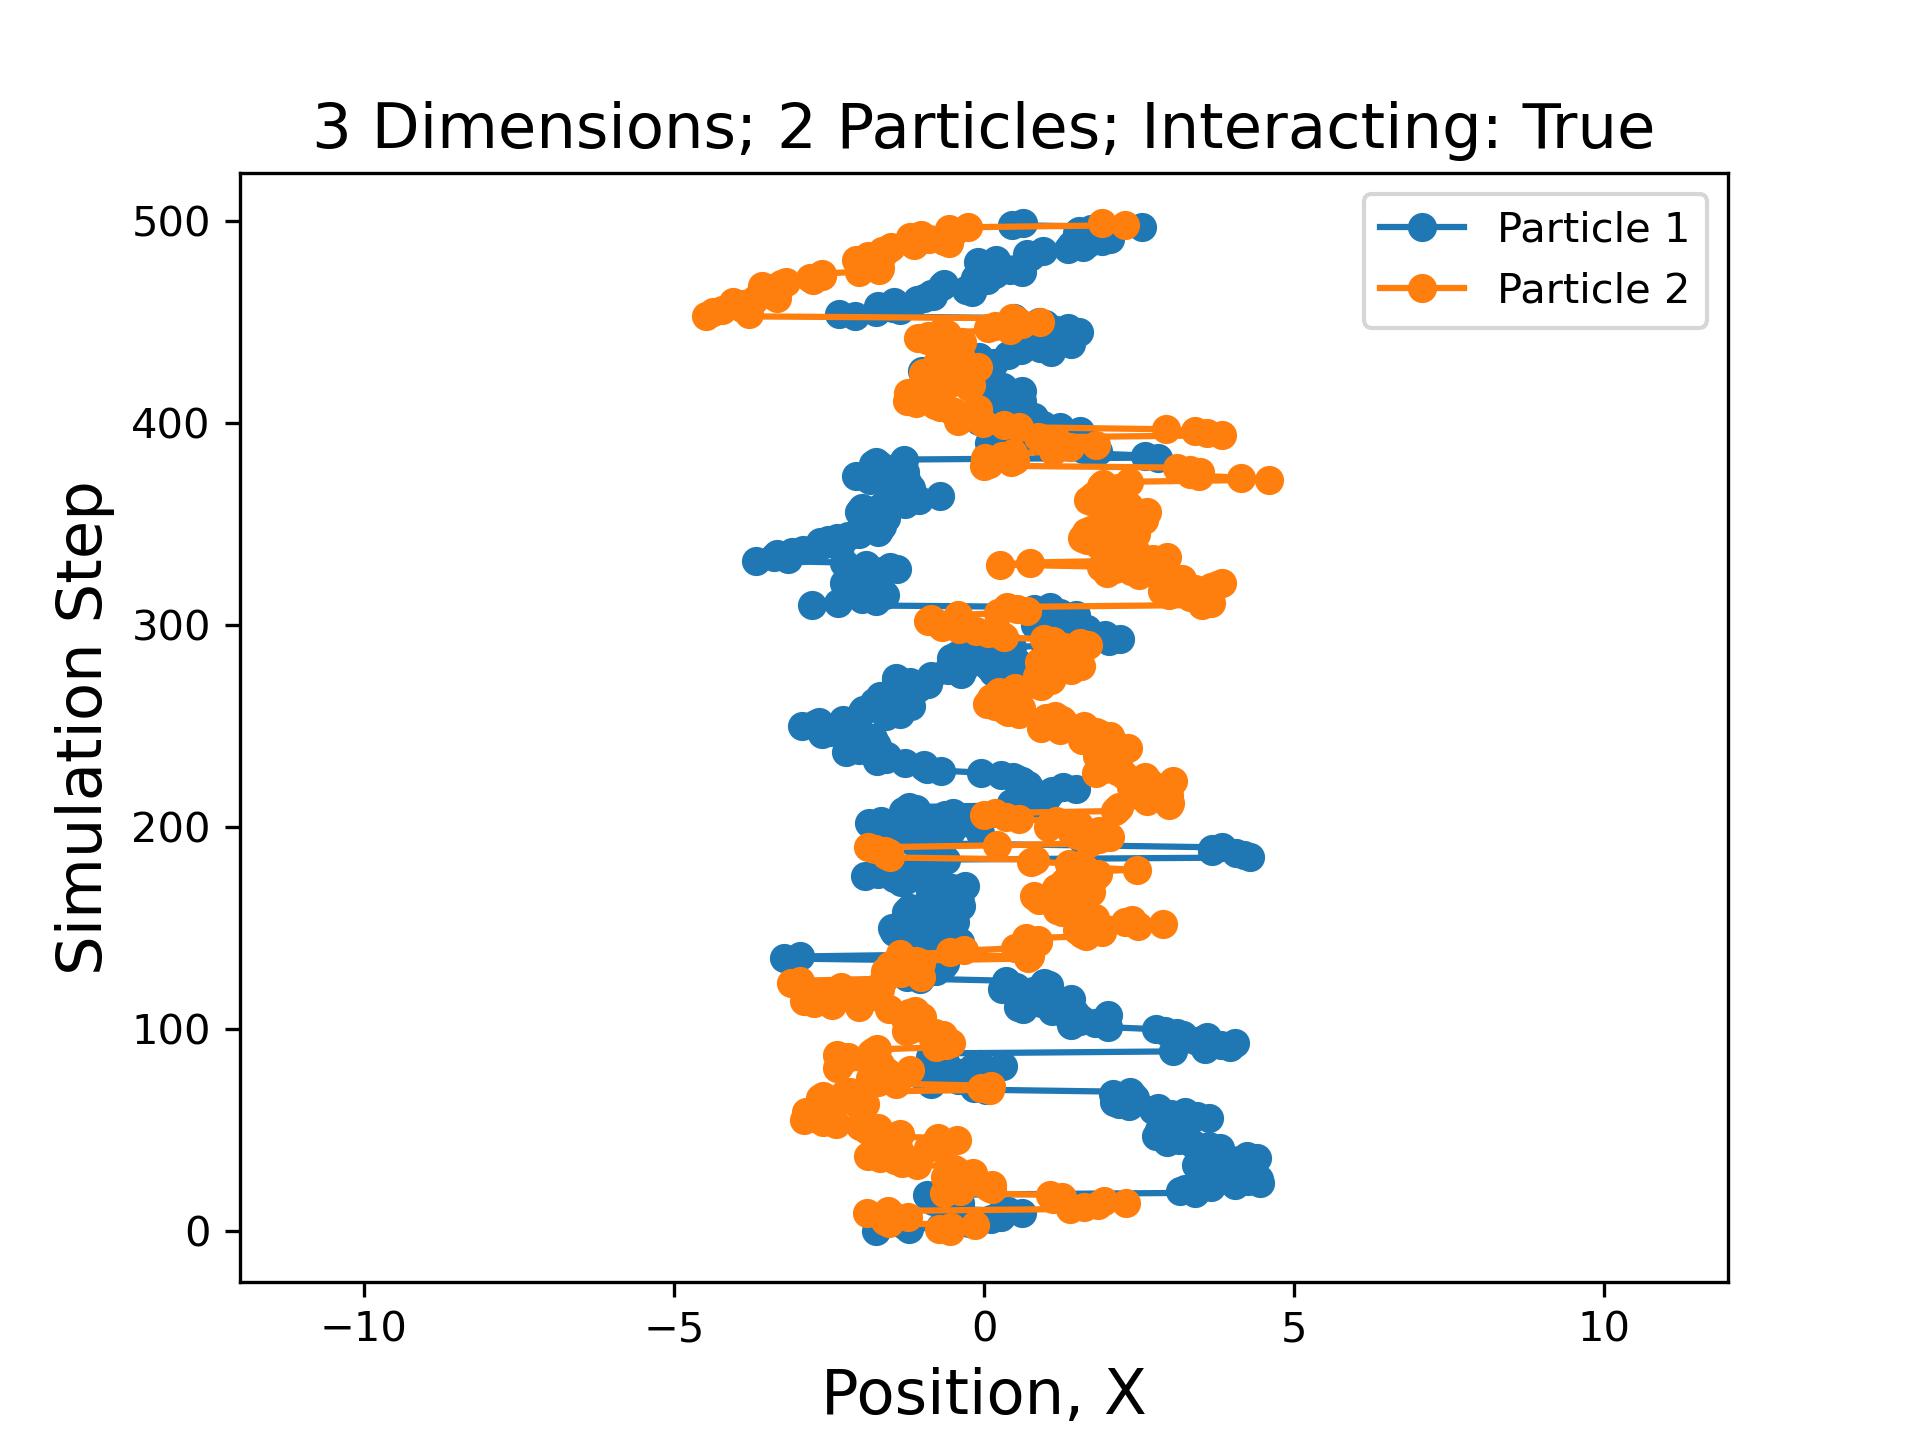 3 Dimensions; 2 Particles; Interacting: True
Particle 1
Particle 2
Simulation Step
500
400
300
200
100
0
−10
−5
0
5
10
Position, X